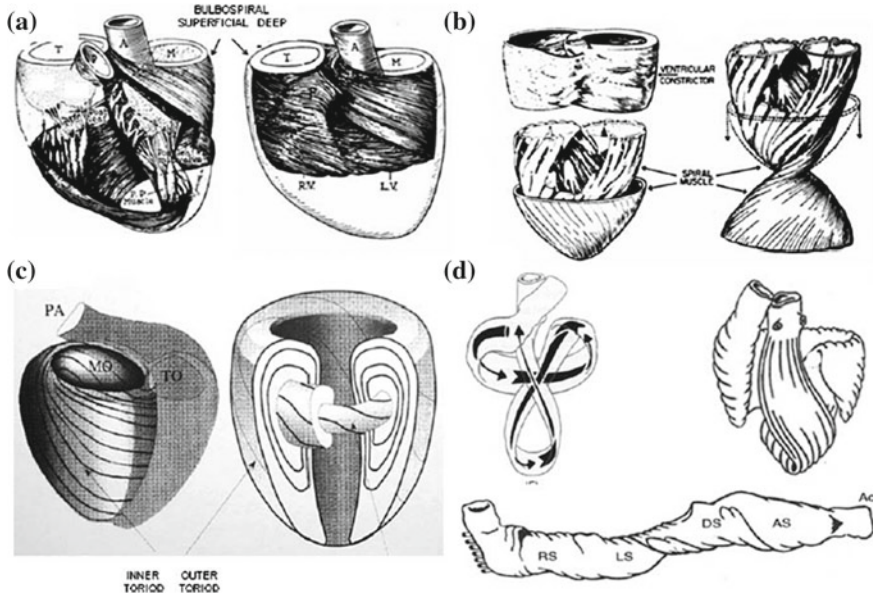 (a)
BULBOSPIRAL
SUPERFICIAL DEEP
T
A
M
P. P.
Muscle
T
A
M
P
R.V.
L.V.
(b)
VENTRICULAR
CONSTRICTOR
SPIRAL
MUSCLE
(c)
PA
MO
TO
INNER OUTER
TORIOD TORIOD
(d)
RS
LS
DS
AS
Ao